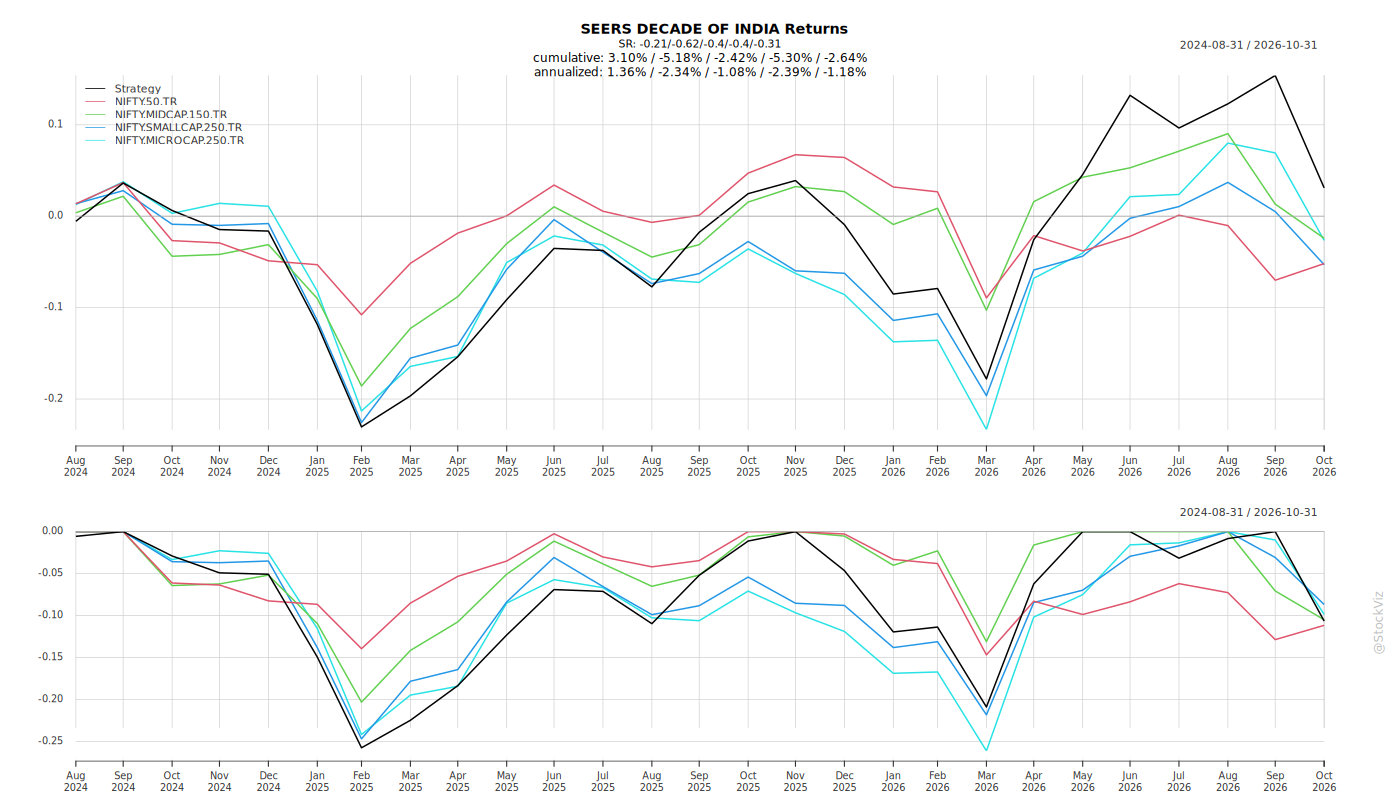 SEERS DECADE OF INDIA Returns
SR: -0.21/-0.62/-0.4/-0.4/-0.31
cumulative: 3.10% / -5.18% / -2.42% / -5.30% / -2.64%
annualized: 1.36% / -2.34% / -1.08% / -2.39% / -1.18%
2024-08-31 / 2026-10-31
Strategy
NIFTY.50.TR
NIFTY.MIDCAP.150.TR
NIFTY.SMALLCAP.250.TR
NIFTY.MICROCAP.250.TR
0.1
0.0
-0.1
-0.2
Aug Sep Oct Nov Dec Jan Feb Mar Apr May Jun Jul Aug Sep Oct Nov Dec Jan Feb Mar Apr May Jun Jul Aug Sep Oct
2024 2024 2024 2024 2024 2025 2025 2025 2025 2025 2025 2025 2025 2025 2025 2025 2025 2026 2026 2026 2026 2026 2026 2026 2026 2026 2026
2024-08-31 / 2026-10-31
0.00
-0.05
-0.10
-0.15
-0.20
-0.25
Aug Sep Oct Nov Dec Jan Feb Mar Apr May Jun Jul Aug Sep Oct Nov Dec Jan Feb Mar Apr May Jun Jul Aug Sep Oct
2024 2024 2024 2024 2024 2025 2025 2025 2025 2025 2025 2025 2025 2025 2025 2025 2025 2026 2026 2026 2026 2026 2026 2026 2026 2026 2026
@StockViz